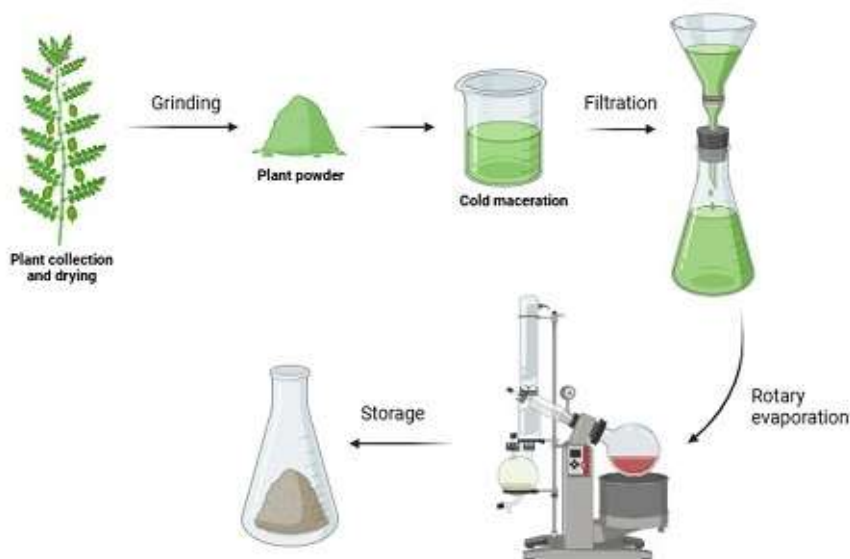 Grinding
Filtration
Plant powder
Cold maceration
Plant collection
and drying
Rotary
evaporation
Storage